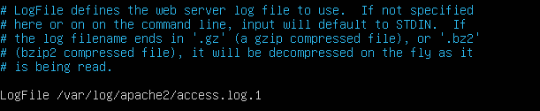 # LogFile defines the web server log file to use.  If not specified
# here or on on the command line, input will default to STDIN.  If
# the log filename ends in '.gz' (a gzip compressed file), or '.bz2'
# (bzip2 compressed file), it will be decompressed on the fly as it
# is being read.
LogFile /var/log/apache2/access.log.1